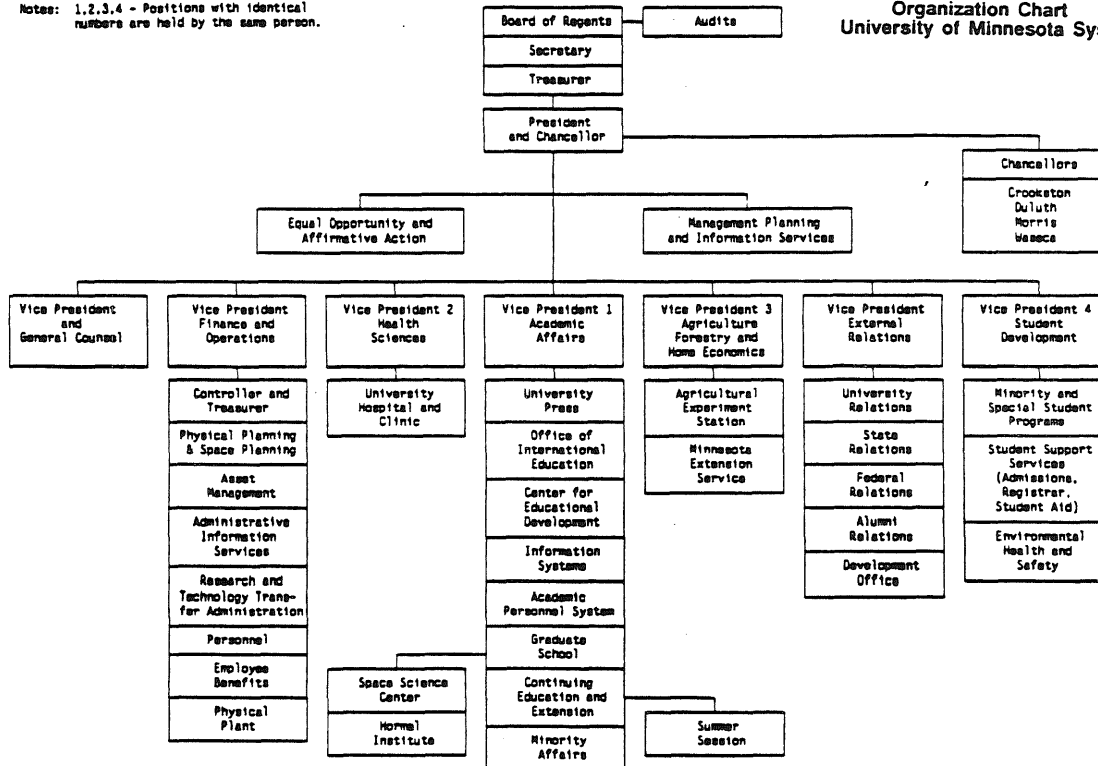 Notes: 1,2,3,4 - Positions with identical
numbers are held by the same person.
Organization Chart
University of Minnesota Sys
Board of Regents
Audits
Secretary
Treasurer
President
and Chancellor
Chancellors
Crookston
Duluth
Morris
Waseca
Equal Opportunity and
Affirmative Action
Management Planning
and Information Services
Vice President
and
General Counsel
Vice President
Finance and
Operations
Vice President 2
Health
Sciences
Vice President 1
Academic
Affairs
Vice President 3
Agriculture
Forestry and
Home Economics
Vice President
External
Relations
Vice President 4
Student
Development
Controller and
Treasurer
Physical Planning
& Space Planning
Asset
Management
Administrative
Information
Services
Research and
Technology Trans-
fer Administration
Personnel
Employee
Benefits
Physical
Plant
University
Hospital and
Clinic
University
Press
Office of
International
Education
Center for
Educational
Development
Information
Systems
Academic
Personnel System
Graduate
School
Continuing
Education and
Extension
Minority
Affairs
Space Science
Center
Hormel
Institute
Summer
Session
Agricultural
Experiment
Station
Minnesota
Extension
Service
University
Relations
State
Relations
Federal
Relations
Alumni
Relations
Development
Office
Minority and
Special Student
Programs
Student Support
Services
(Admissions,
Registrar,
Student Aid)
Environmental
Health and
Safety